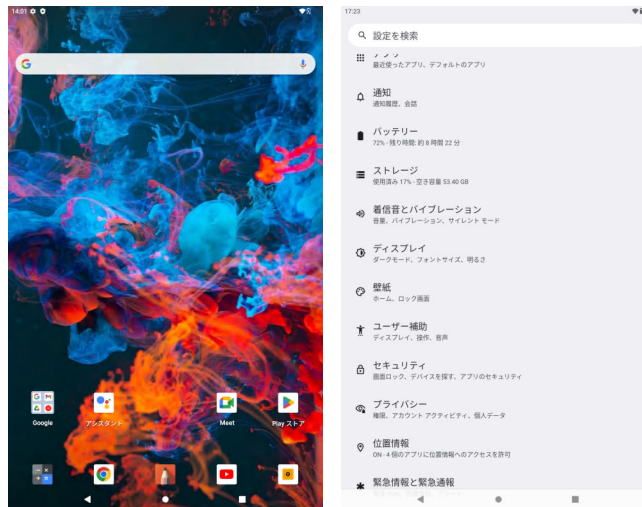 14:01
Google
アシスタント
Meet
Play ストア
17:23
設定を検索
アプリ
最近使ったアプリ、デフォルトのアプリ
通知
通知履歴、会話
バッテリー
72% - 残り時間: 約 8 時間 22 分
ストレージ
使用済み 17% - 空き容量 53.40 GB
着信音とバイブレーション
音量、バイブレーション、サイレント モード
ディスプレイ
ダークモード、フォントサイズ、明るさ
壁紙
ホーム、ロック画面
ユーザー補助
ディスプレイ、操作、音声
セキュリティ
画面ロック、デバイスを探す、アプリのセキュリティ
プライバシー
権限、アカウント アクティビティ、個人データ
位置情報
ON - 4 個のアプリに位置情報へのアクセスを許可
緊急情報と緊急通報